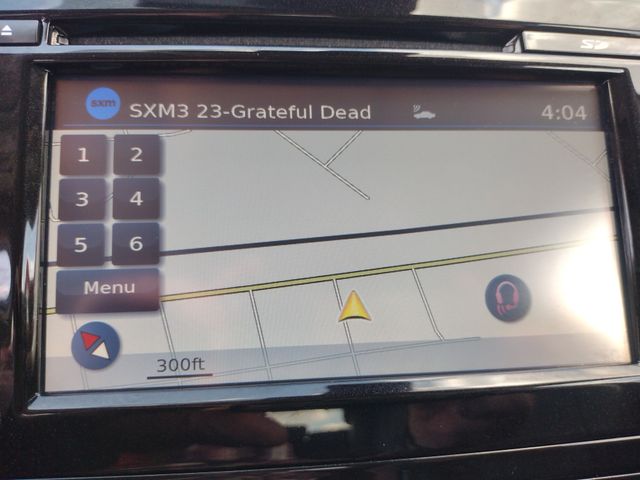 SD
sxm SXM3 23-Grateful Dead 4:04
1 2
3 4
5 6
Menu
300ft